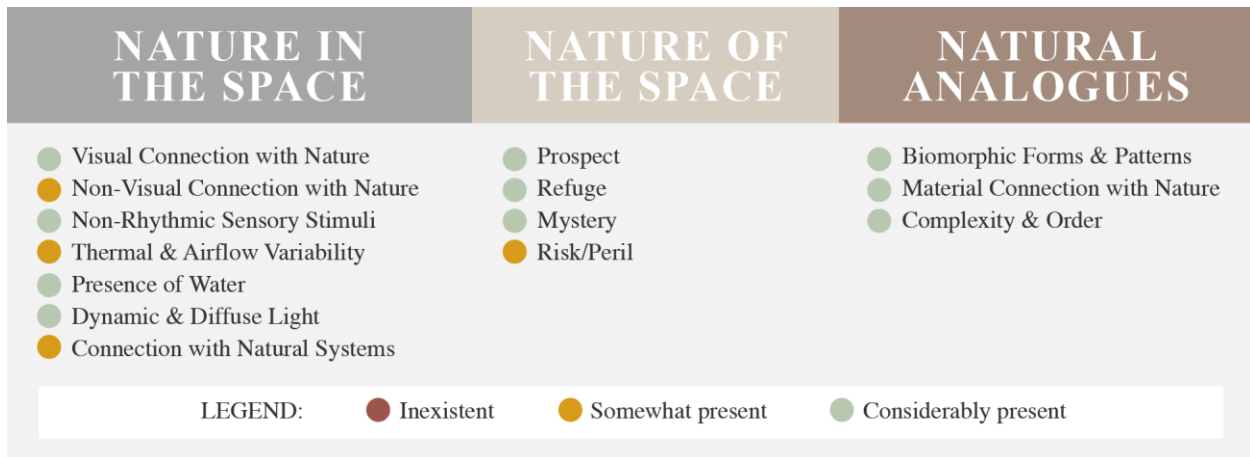 NATURE IN
THE SPACE
Visual Connection with Nature
Non-Visual Connection with Nature
Non-Rhythmic Sensory Stimuli
Thermal & Airflow Variability
Presence of Water
Dynamic & Diffuse Light
Connection with Natural Systems
NATURE OF
THE SPACE
Prospect
Refuge
Mystery
Risk/Peril
NATURAL
ANALOGUES
Biomorphic Forms & Patterns
Material Connection with Nature
Complexity & Order
LEGEND: Inexistent Somewhat present Considerably present